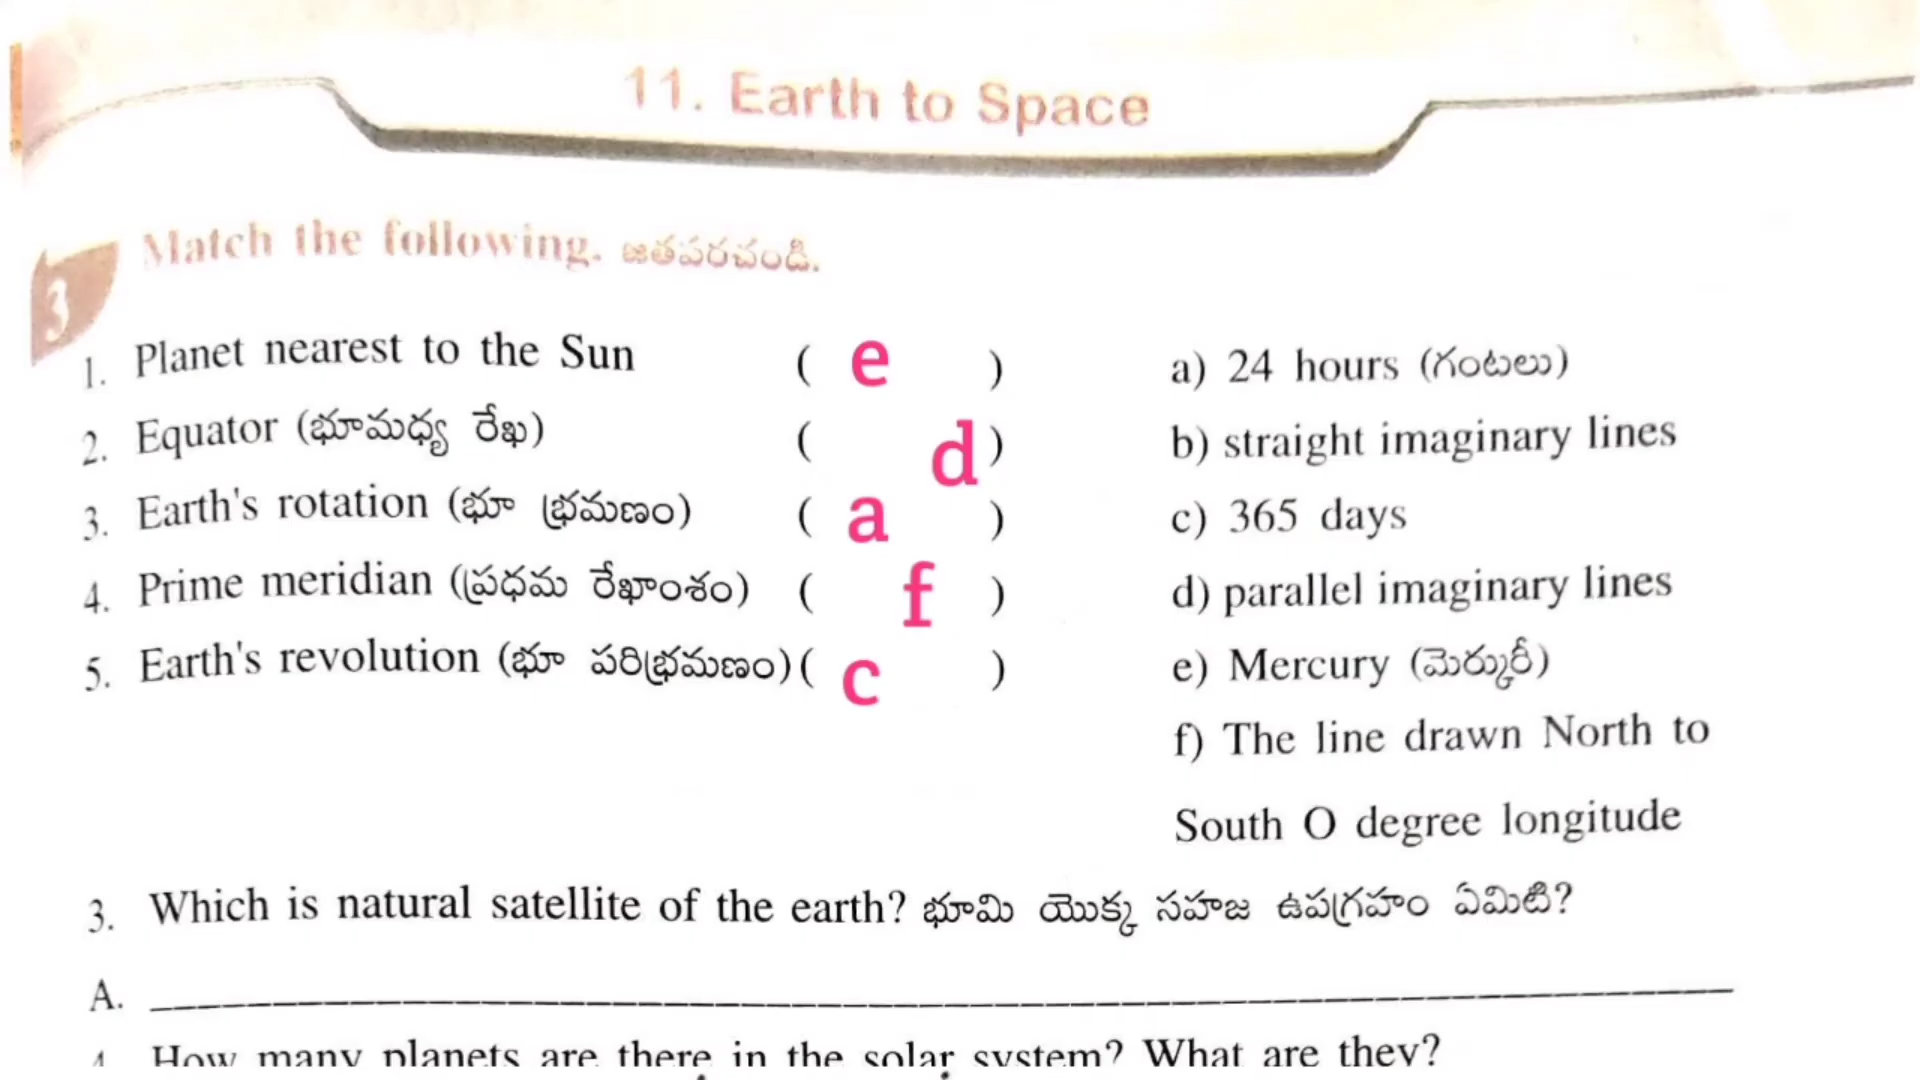 11. Earth to Space
3 Match the following. జతపరచండి.
1. Planet nearest to the Sun ( e ) a) 24 hours (గంటలు)
2. Equator (భూమధ్య రేఖ) ( d ) b) straight imaginary lines
3. Earth's rotation (భూ భ్రమణం) ( a ) c) 365 days
4. Prime meridian (ప్రధమ రేఖాంశం) ( f ) d) parallel imaginary lines
5. Earth's revolution (భూ పరిభ్రమణం) ( c ) e) Mercury (మెర్కురీ)
f) The line drawn North to
South O degree longitude
3. Which is natural satellite of the earth? భూమి యొక్క సహజ ఉపగ్రహం ఏమిటి?
A.
4 How many planets are there in the solar system? What are they?